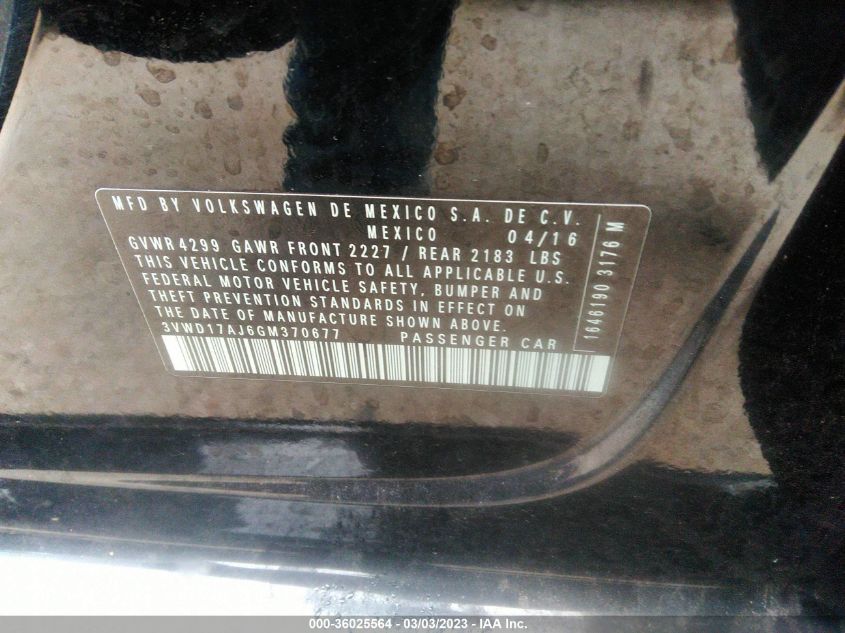 MFD BY VOLKSWAGEN DE MEXICO S.A. DE C.V.
MEXICO 04/16
GVWR 4299 GAWR FRONT 2227 / REAR 2183 LBS
THIS VEHICLE CONFORMS TO ALL APPLICABLE U.S.
FEDERAL MOTOR VEHICLE SAFETY, BUMPER AND
THEFT PREVENTION STANDARDS IN EFFECT ON
THE DATE OF MANUFACTURE SHOWN ABOVE.
3VWD17AJ6GM370677 PASSENGER CAR
1646190 3176 M
000-36025564 - 03/03/2023 - IAA Inc.